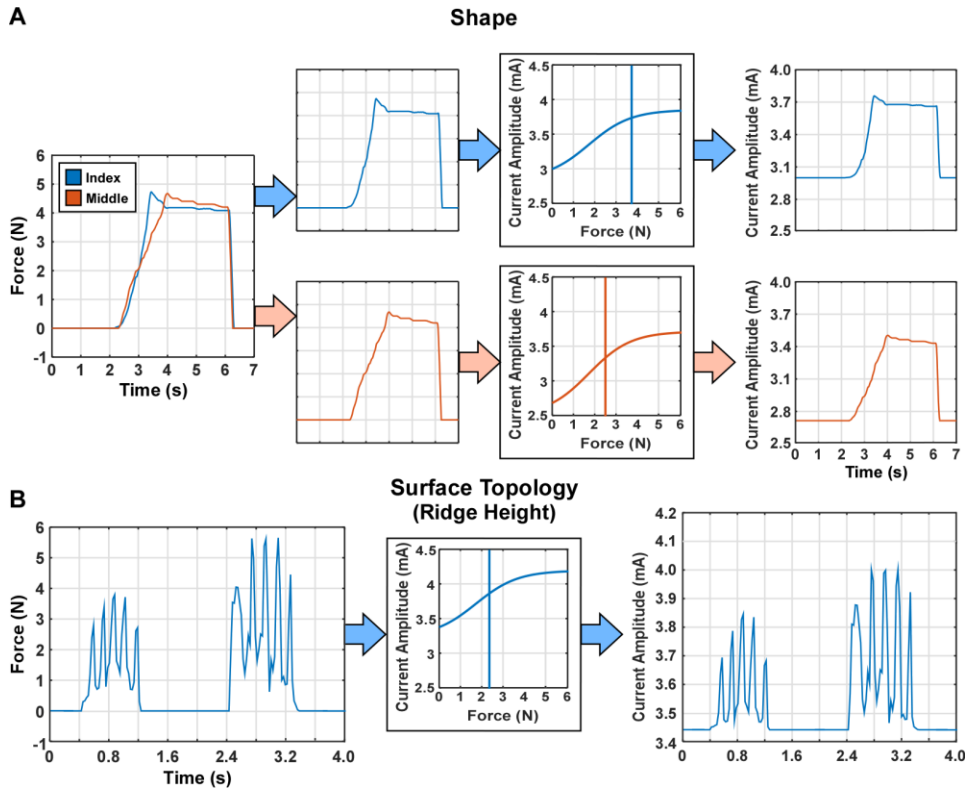 A
Shape
Index
Middle
Force (N)
6
5
4
3
2
1
0
-1
0 1 2 3 4 5 6 7
Time (s)
Current Amplitude (mA)
4.5
4
3.5
3
2.5
0 1 2 3 4 5 6
Force (N)
Current Amplitude (mA)
4.0
3.7
3.4
3.1
2.8
2.5
Current Amplitude (mA)
4.5
4
3.5
3
2.5
0 1 2 3 4 5 6
Force (N)
Current Amplitude (mA)
4.0
3.7
3.4
3.1
2.8
2.5
0 1 2 3 4 5 6 7
Time (s)
B
Surface Topology
(Ridge Height)
Force (N)
6
5
4
3
2
1
0
-1
0.8 1.6 2.4 3.2 4.0
Time (s)
Current Amplitude (mA)
4.5
4
3.5
3
2.5
0 1 2 3 4 5 6
Force (N)
Current Amplitude (mA)
4.2
4.1
4.0
3.9
3.8
3.7
3.6
3.5
3.4
0.8 1.6 2.4 3.2 4.0